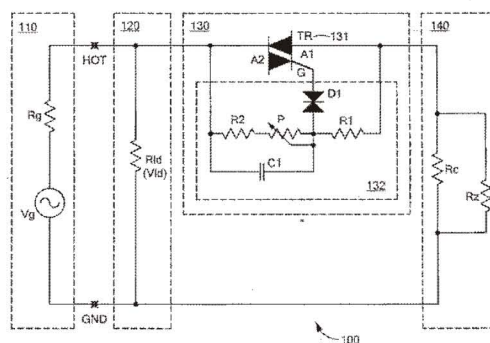 110
120
130
140
HOT
TR
131
A2
A1
G
D1
Rg
R2
P
R1
C1
132
Rld
(Vld)
Rc
Rz
Vg
GND
100